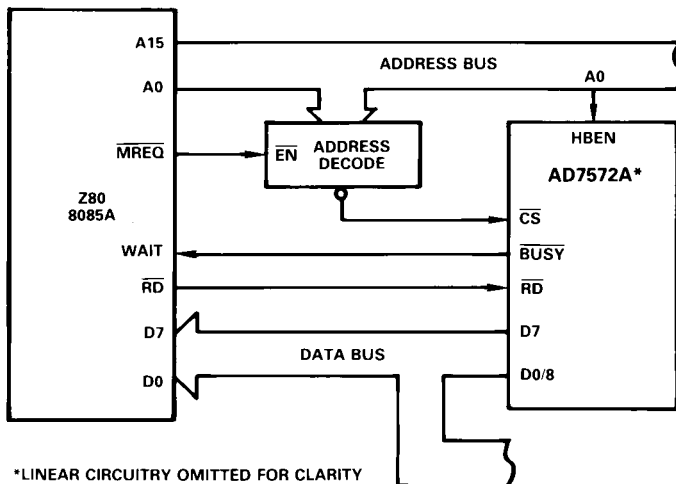 A15
ADDRESS BUS
A0
A0
MREQ
EN
ADDRESS
DECODE
HBEN
AD7572A*
Z80
8085A
CS
WAIT
BUSY
RD
RD
D7
D7
DATA BUS
D0
D0/8
*LINEAR CIRCUITRY OMITTED FOR CLARITY